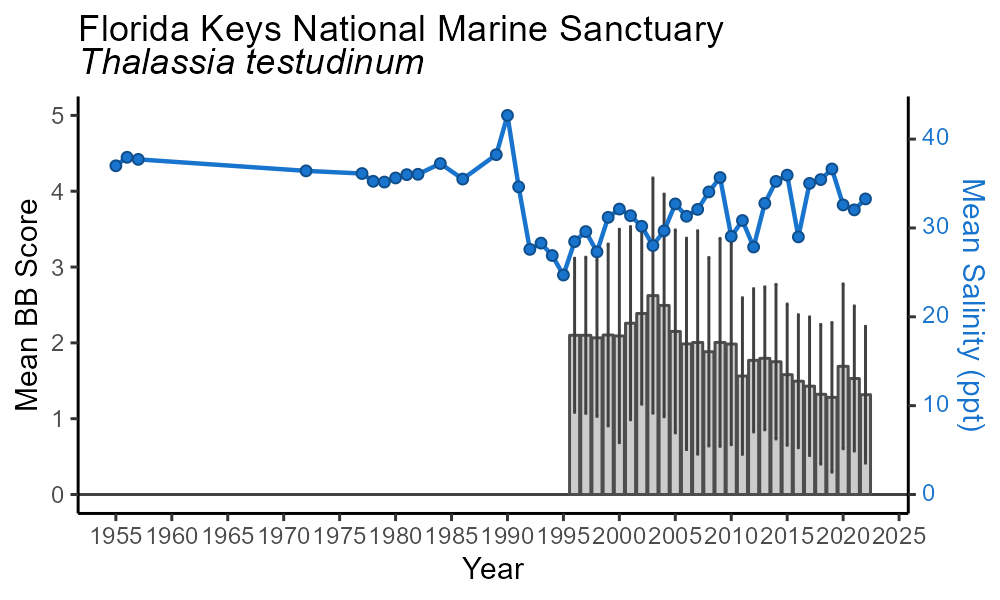 Florida Keys National Marine Sanctuary
Thalassia testudinum
5
4
3
2
1
0
Mean BB Score
40
30
20
10
0
Mean Salinity (ppt)
1955 1960 1965 1970 1975 1980 1985 1990 1995 2000 2005 2010 2015 2020 2025
Year